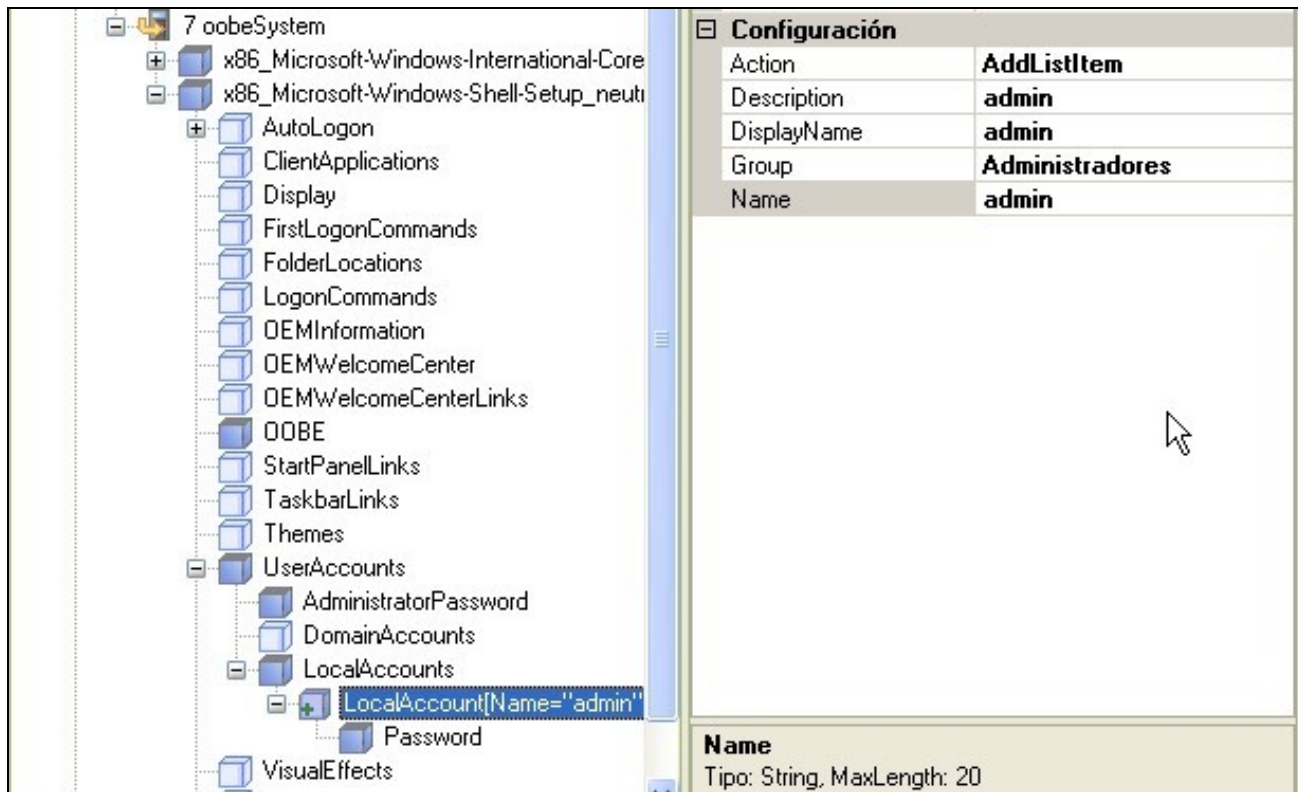 7 oobeSystem
x86_Microsoft-Windows-International-Core
x86_Microsoft-Windows-Shell-Setup_neutr
AutoLogon
ClientApplications
Display
FirstLogonCommands
FolderLocations
LogonCommands
OEMInformation
OEMWelcomeCenter
OEMWelcomeCenterLinks
OOBE
StartPanelLinks
TaskbarLinks
Themes
UserAccounts
AdministratorPassword
DomainAccounts
LocalAccounts
LocalAccount[Name="admin"
Password
VisualEffects
Configuración
Action AddListItem
Description admin
DisplayName admin
Group Administradores
Name admin
Name
Tipo: String, MaxLength: 20